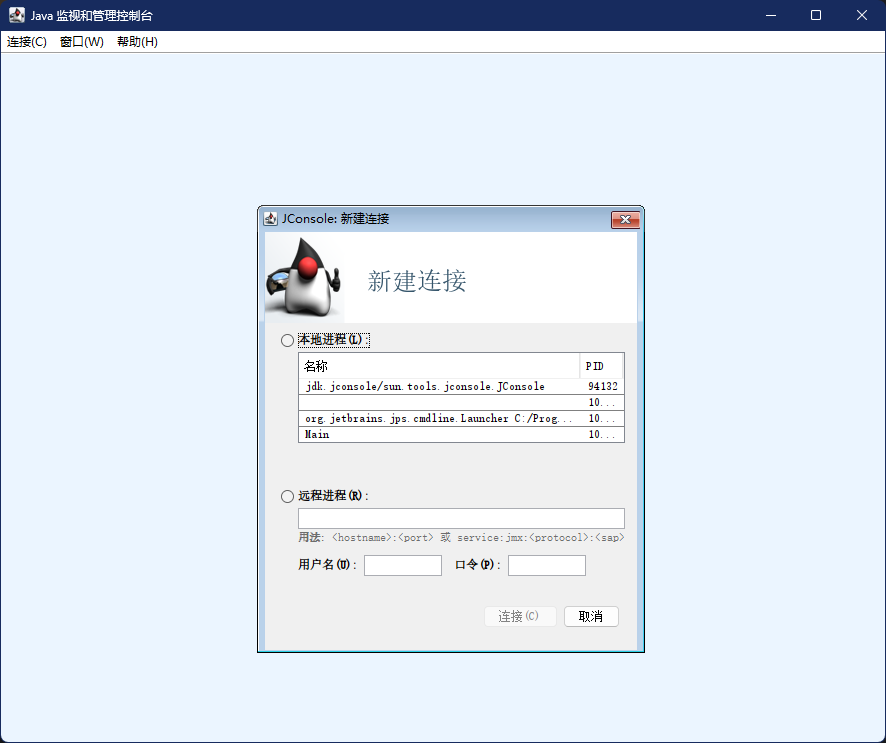 Java 监视和管理控制台
连接(C) 窗口(W) 帮助(H)
JConsole: 新建连接
新建连接
本地进程(L):
名称 PID
jdk.jconsole/sun.tools.jconsole.JConsole 94132
10...
org.jetbrains.jps.cmdline.Launcher C:/Prog... 10...
Main 10...
远程进程(R):
用法: <hostname>:<port> 或 service:jmx:<protocol>:<sap>
用户名(U): 口令(P):
连接(C) 取消